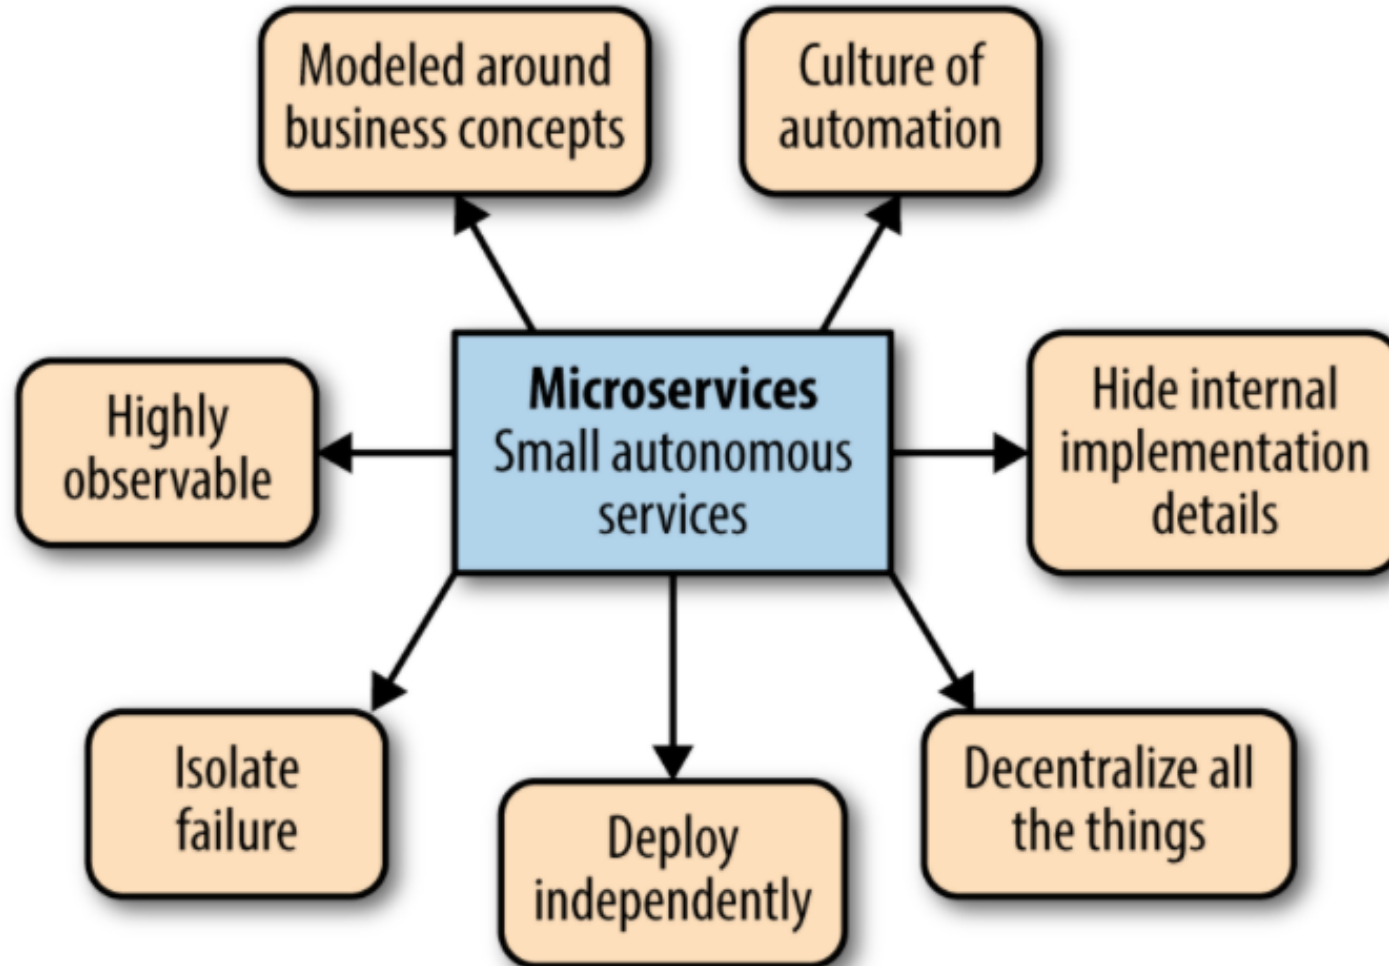 Modeled around
business concepts
Culture of
automation
Microservices
Small autonomous
services
Highly
observable
Hide internal
implementation
details
Isolate
failure
Deploy
independently
Decentralize all
the things